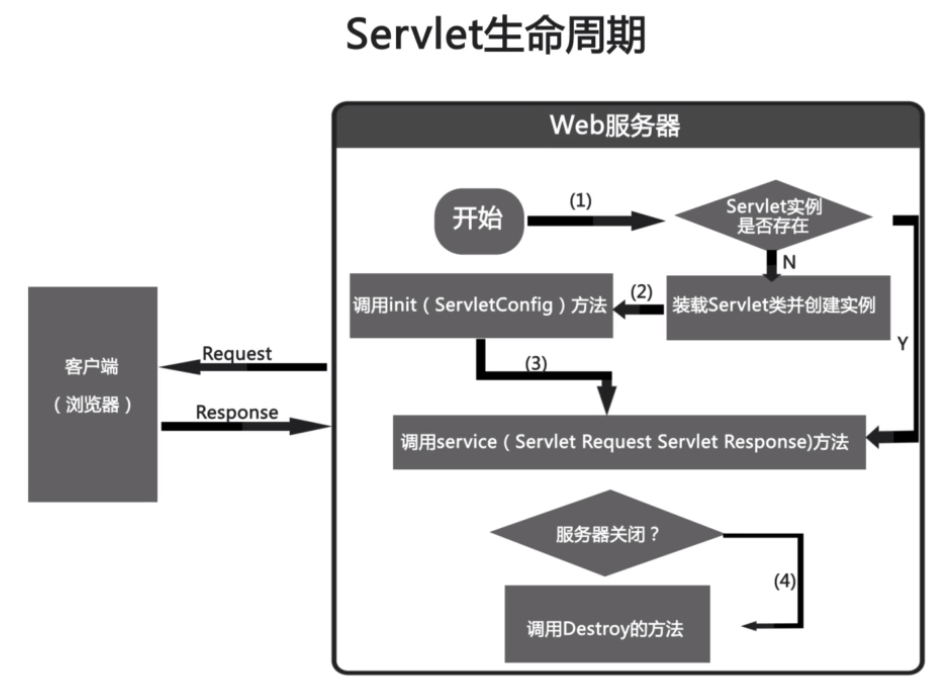 Servlet生命周期
Web服务器
开始
(1)
Servlet实例
是否存在
N
调用init（ServletConfig）方法
(2)
装载Servlet类并创建实例
Y
客户端
（浏览器）
Request
Response
(3)
调用service（Servlet Request Servlet Response)方法
服务器关闭？
(4)
调用Destroy的方法